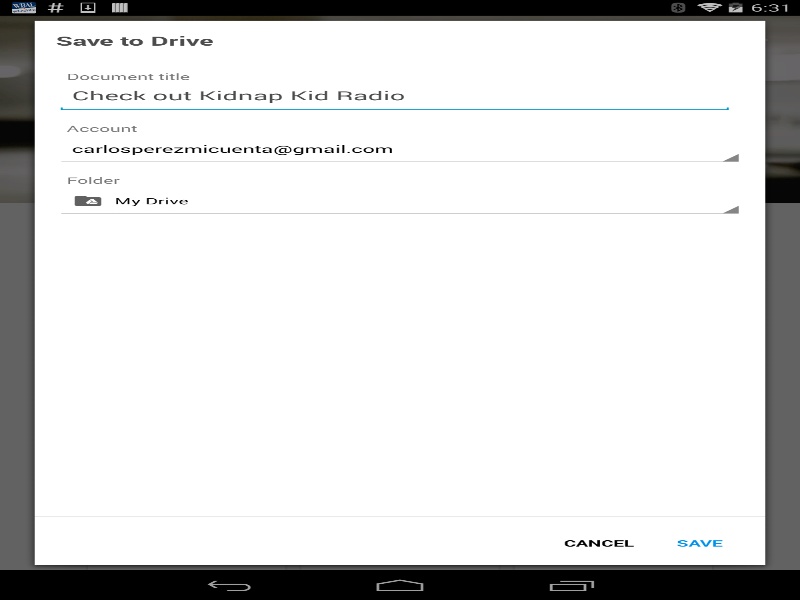 WBAL
6:31
Save to Drive
Document title
Check out Kidnap Kid Radio
Account
carlosperezmicuenta@gmail.com
Folder
My Drive
CANCEL
SAVE